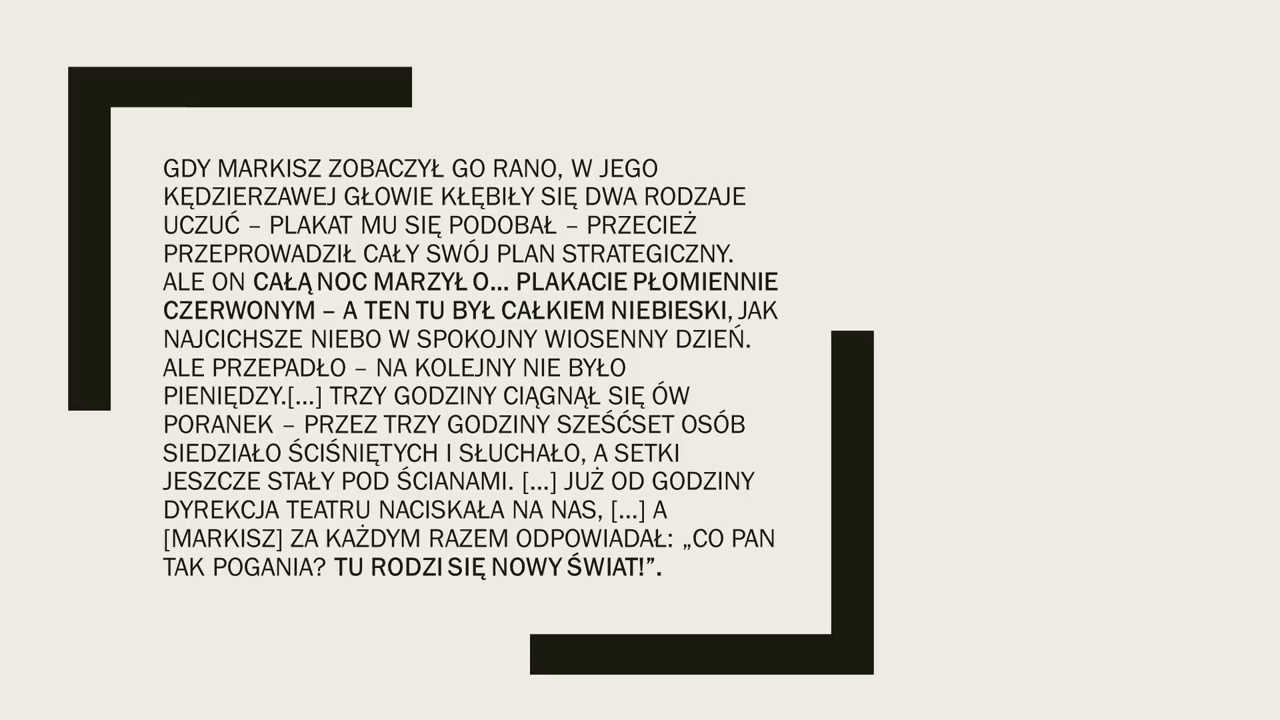 GDY MARKISZ ZOBACZYŁ GO RANO, W JEGO
KĘDZIERZAWEJ GŁOWIE KŁĘBIŁY SIĘ DWA RODZAJE
UCZUĆ – PLAKAT MU SIĘ PODOBAŁ – PRZECIEŻ
PRZEPROWADZIŁ CAŁY SWÓJ PLAN STRATEGICZNY.
ALE ON CAŁĄ NOC MARZYŁ O... PLAKACIE PŁOMIENNIE
CZERWONYM – A TEN TU BYŁ CAŁKIEM NIEBIESKI, JAK
NAJCICHSZE NIEBO W SPOKOJNY WIOSENNY DZIEŃ.
ALE PRZEPADŁO – NA KOLEJNY NIE BYŁO
PIENIĘDZY.[...] TRZY GODZINY CIĄGNĄŁ SIĘ ÓW
PORANEK – PRZEZ TRZY GODZINY SZEŚĆSET OSÓB
SIEDZIAŁO ŚCIŚNIĘTYCH I SŁUCHAŁO, A SETKI
JESZCZE STAŁY POD ŚCIANAMI. [...] JUŻ OD GODZINY
DYREKCJA TEATRU NACISKAŁA NA NAS, [...] A
[MARKISZ] ZA KAŻDYM RAZEM ODPOWIADAŁ: „CO PAN
TAK POGANIA? TU RODZI SIĘ NOWY ŚWIAT!”.